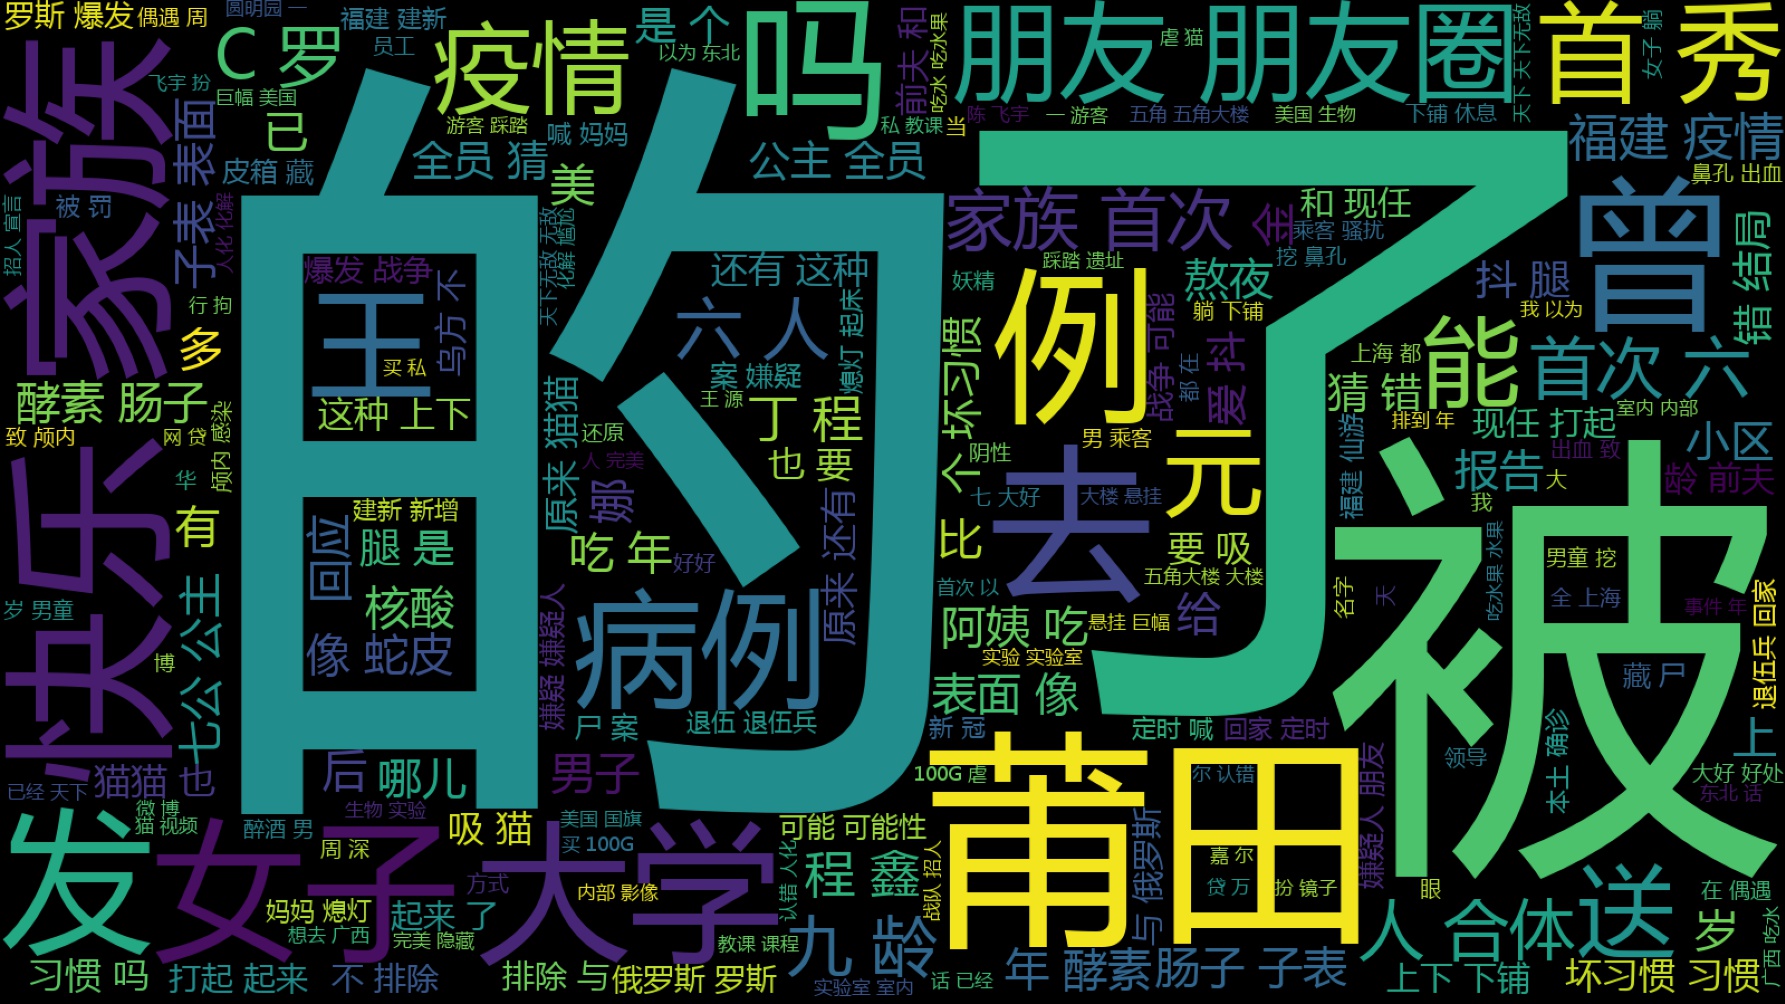 罗斯 爆发
偶遇 周
圆明园 一
福建 建新
员工
C 罗
疫情
是 个
以为 东北
吗
前夫 和
吃水 吃水果
朋友 朋友圈
虐 猫
天下 天下无敌
首 秀
女子 躺
家族
飞宇 扮
巨幅 美国
已
游客 踩踏
喊 妈妈
私 教课
当
陈 飞宇
一 游客
五角 五角大楼
美国 生物
下铺 休息
福建 疫情
子表 表面
皮箱 藏
全员 猜
美
公主 全员
鼻孔 出血
招人 宣言
被 罚
人化 化解
的
了
天下无敌 无敌
化解 尴尬
家族 首次
金
和 现任
乘客 骚扰
挖 鼻孔
曾
错 结局
爆发 战争
还有 这种
妖精
踩踏 遗址
熬夜
抖 腿
行 拘
王
乌方 不
六 人
熄灯 起床
例
战争 可能
躺 下铺
我 以为
多
买 私
案 嫌疑
坏习惯
爱 抖
都 在
上海 都
能
首次 六
酵素 肠子
这种 上下
原来 猫猫
王 源
丁 程
猜 错
室内 内部
致 颅内
网 贷
颅内 感染
还原
也 要
男 乘客
元
排到 年
现任 打起
小区
快乐
华
人 完美
阴性
福建 仙游
报告
出血 致
龄 前夫
有
回应
建新 新增
娜
原来 还有
个
七 大好
大楼 悬挂
去
大
我
被
腿 是
吃 年
好好
比
要 吸
五角大楼 大楼
男童 挖
岁 男童
七公 公主
核酸
嫌疑 嫌疑人
病例
首次 以
给
名字
天
吃水果 水果
全 上海
事件 年
退伍兵 回家
像 蛇皮
阿姨 吃
悬挂 巨幅
博
实验 实验室
藏 尸
表面 像
尸 案
退伍 退伍兵
新 冠
定时 喊
回家 定时
本土 确诊
上
猫猫 也
后
哪儿
男子
莆田
100G 虐
尔 认错
嫌疑人 朋友
领导
大好 好处
东北 话
已经 天下
微 博
猫 视频
生物 实验
醉酒 男
吸 猫
美国 国旗
买 100G
可能 可能性
与 俄罗斯
发
女子
周 深
大学
认错 人化
程 鑫
战队 招人
嘉 尔
贷 万
扮 镜子
眼
送
在 偶遇
方式
内部 影像
妈妈 熄灯
起来 了
想去 广西
完美 隐藏
教课 课程
九 龄
人 合体
岁
广西 吃水
习惯 吗
打起 起来
不 排除
排除 与
俄罗斯 罗斯
实验室 室内
话 已经
年 酵素
肠子 子表
上下 下铺
坏习惯 习惯